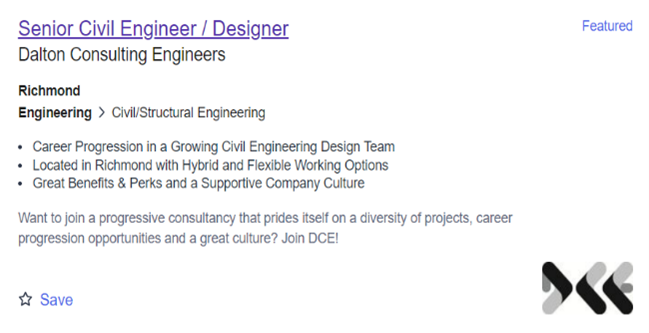 Senior Civil Engineer / Designer
Featured
Dalton Consulting Engineers
Richmond
Engineering > Civil/Structural Engineering
• Career Progression in a Growing Civil Engineering Design Team
• Located in Richmond with Hybrid and Flexible Working Options
• Great Benefits & Perks and a Supportive Company Culture
Want to join a progressive consultancy that prides itself on a diversity of projects, career
progression opportunities and a great culture? Join DCE!
Save
DCE